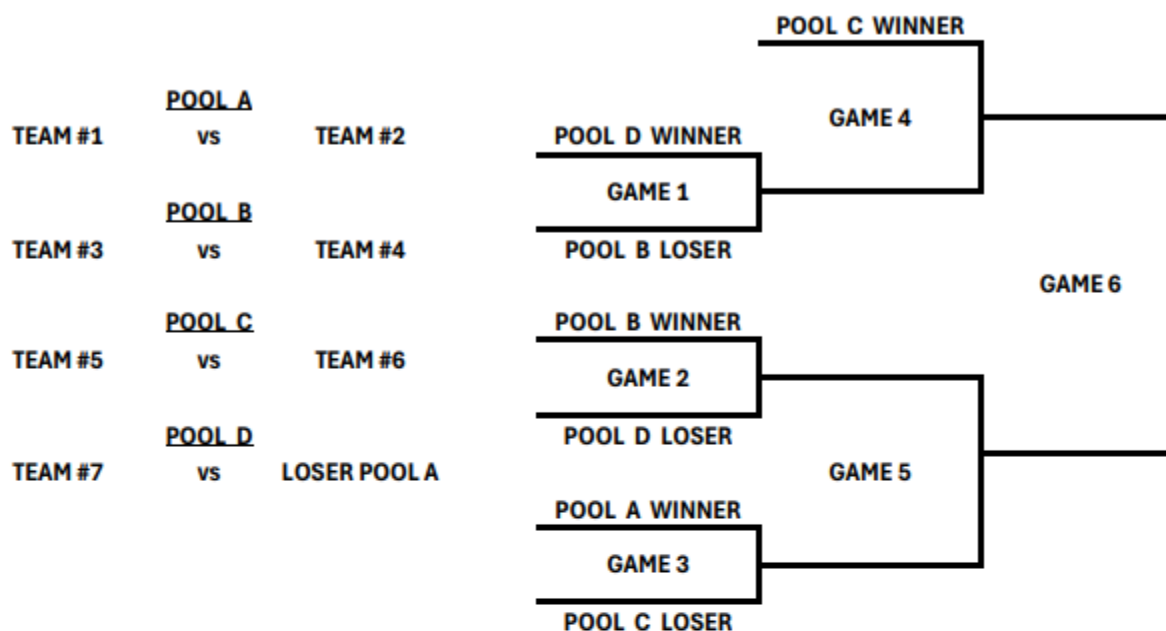 POOL A
TEAM #1 vs TEAM #2
POOL B
TEAM #3 vs TEAM #4
POOL C
TEAM #5 vs TEAM #6
POOL D
TEAM #7 vs LOSER POOL A
POOL D WINNER
GAME 1
POOL B LOSER
POOL B WINNER
GAME 2
POOL D LOSER
POOL A WINNER
GAME 3
POOL C LOSER
POOL C WINNER
GAME 4
GAME 5
GAME 6